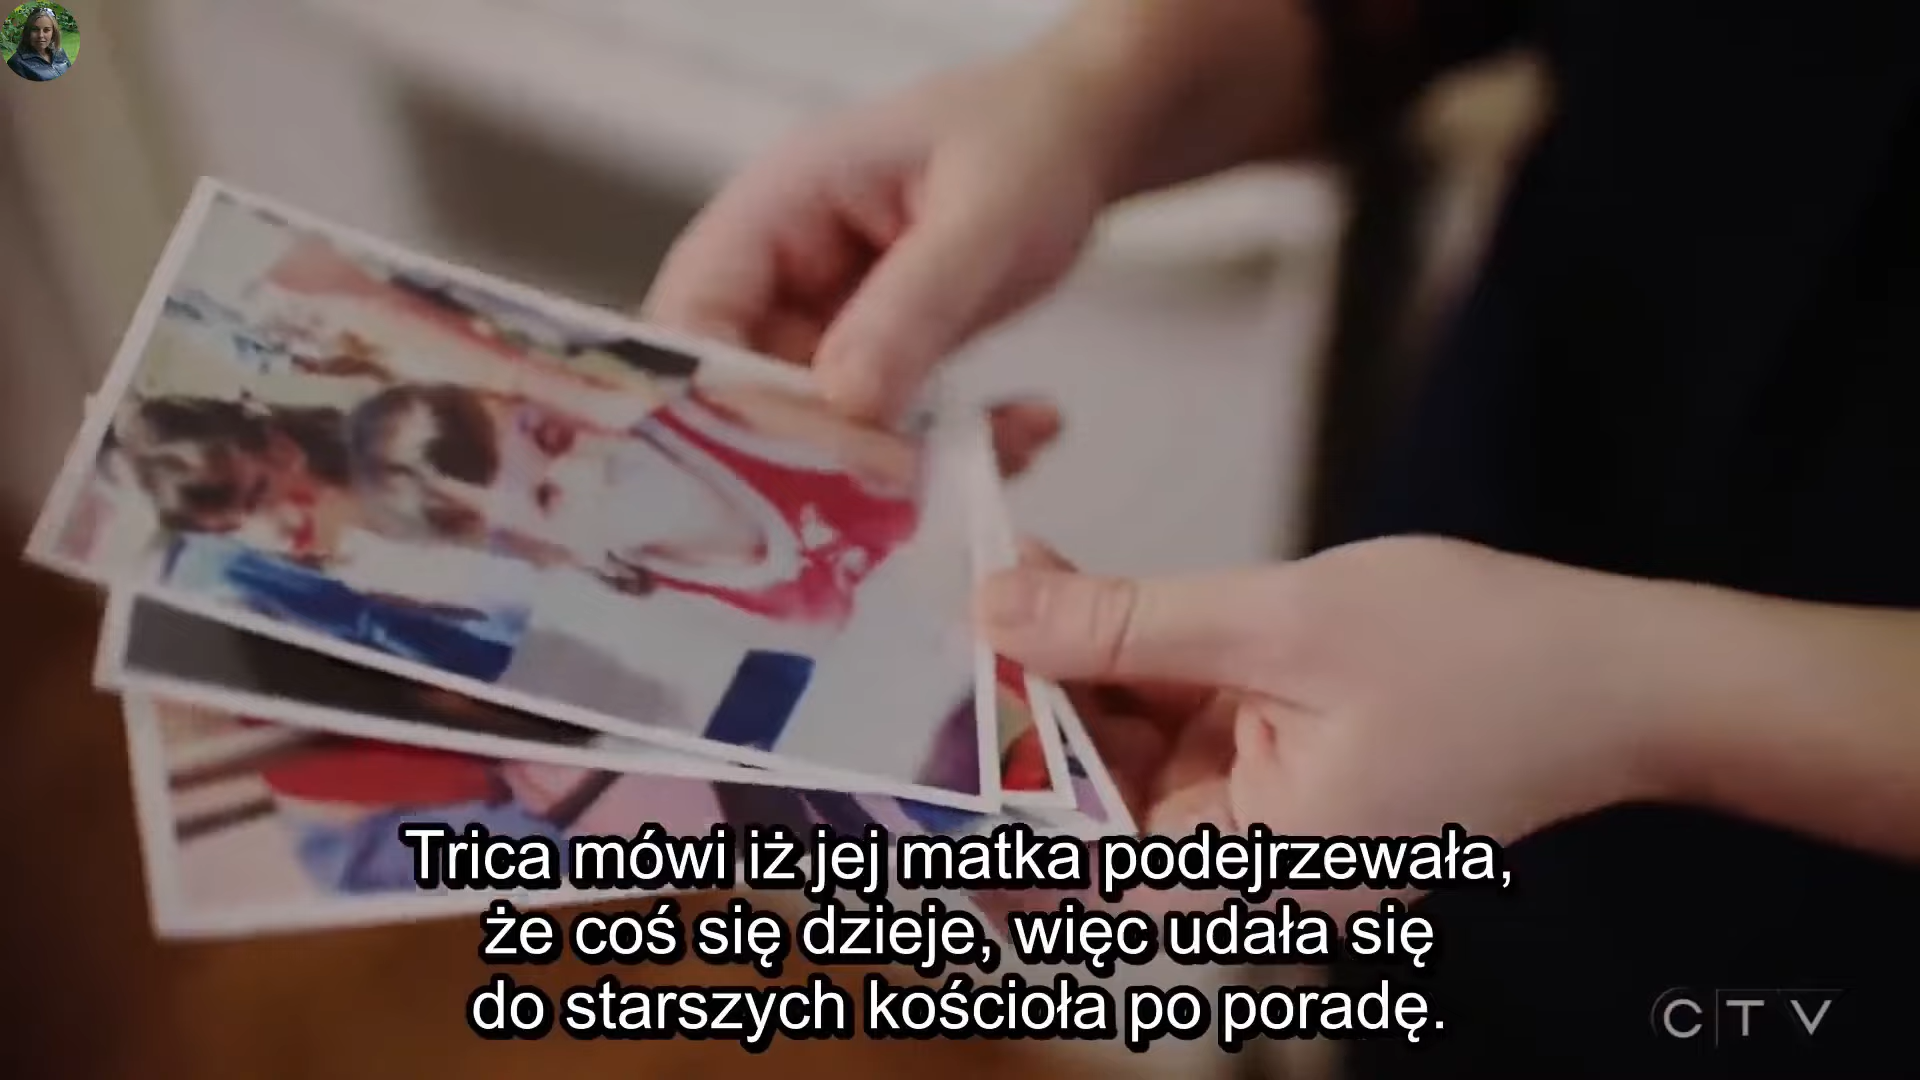 Trica mówi iż jej matka podejrzewała,
że coś się dzieje, więc udała się
do starszych kościoła po poradę.
CTV